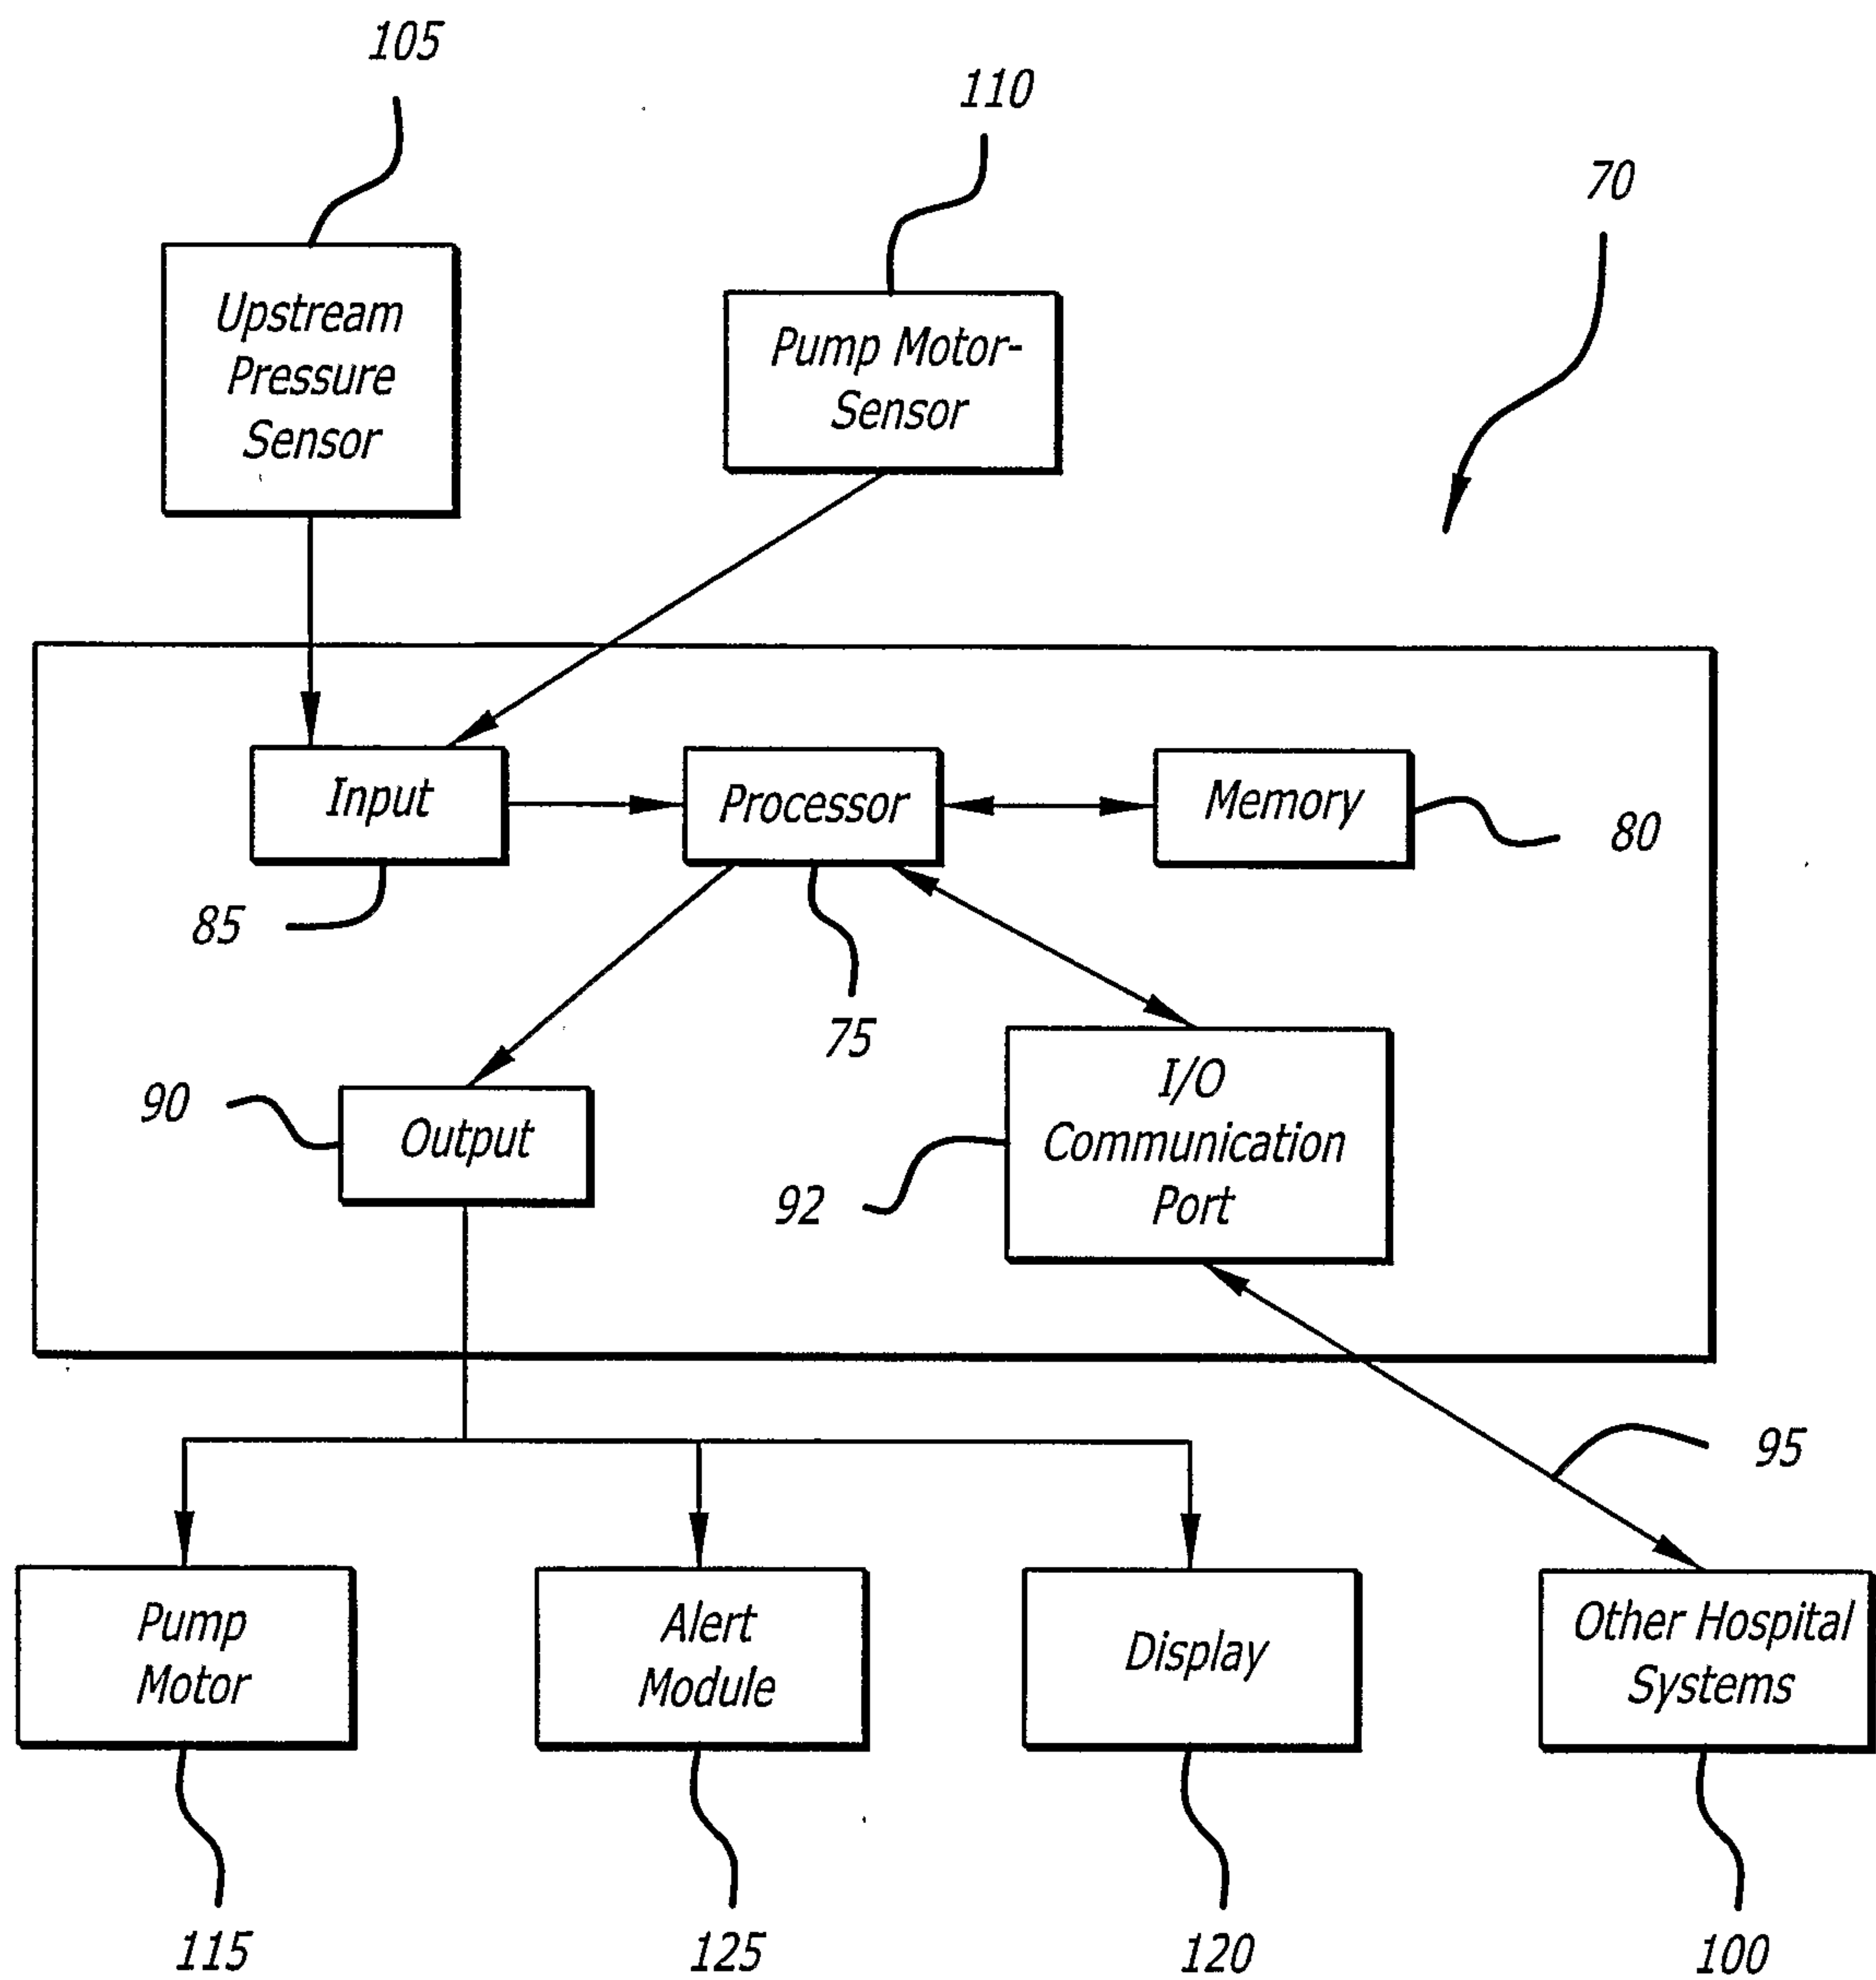 105
110
70
Upstream
Pressure
Sensor
Pump Motor-
Sensor
Input
Processor
Memory
80
85
75
90
Output
I/O
Communication
Port
92
95
Pump
Motor
Alert
Module
Display
Other Hospital
Systems
115
125
120
100